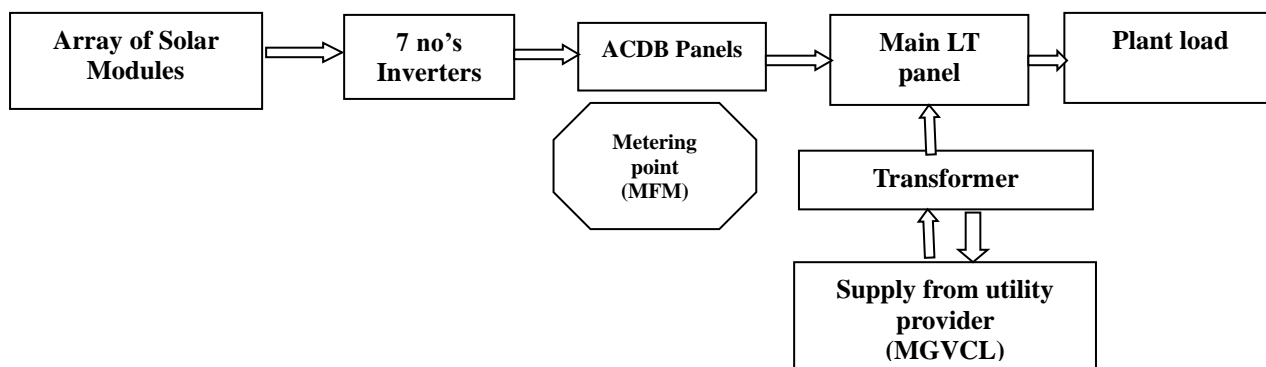 Array of Solar
Modules
7 no's
Inverters
ACDB Panels
Main LT
panel
Plant load
Metering
point
(MFM)
Transformer
Supply from utility
provider
(MGVCL)